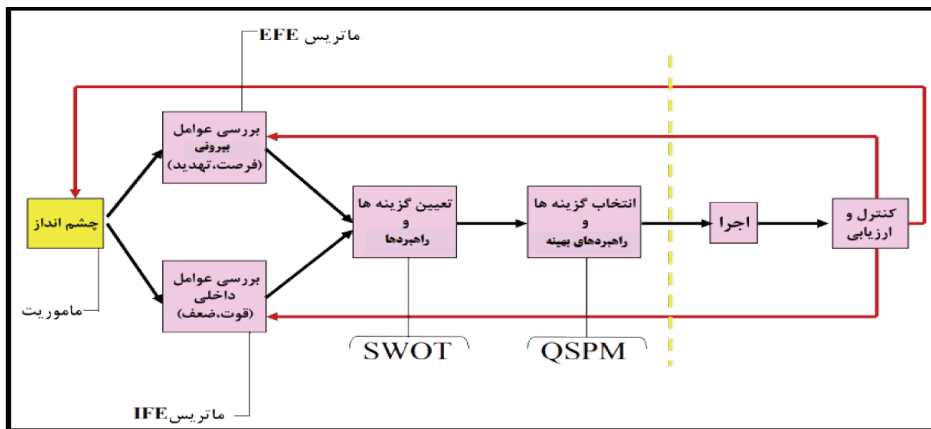 ماتریس EFE
بررسی عوامل
بیرونی
(فرصت،تهدید)
چشم انداز
ماموریت
بررسی عوامل
داخلی
(قوت،ضعف)
ماتریس IFE
تعیین گزینه ها
و
راهبردها
SWOT
انتخاب گزینه ها
و
راهبردهای بهینه
QSPM
اجرا
کنترل و
ارزیابی